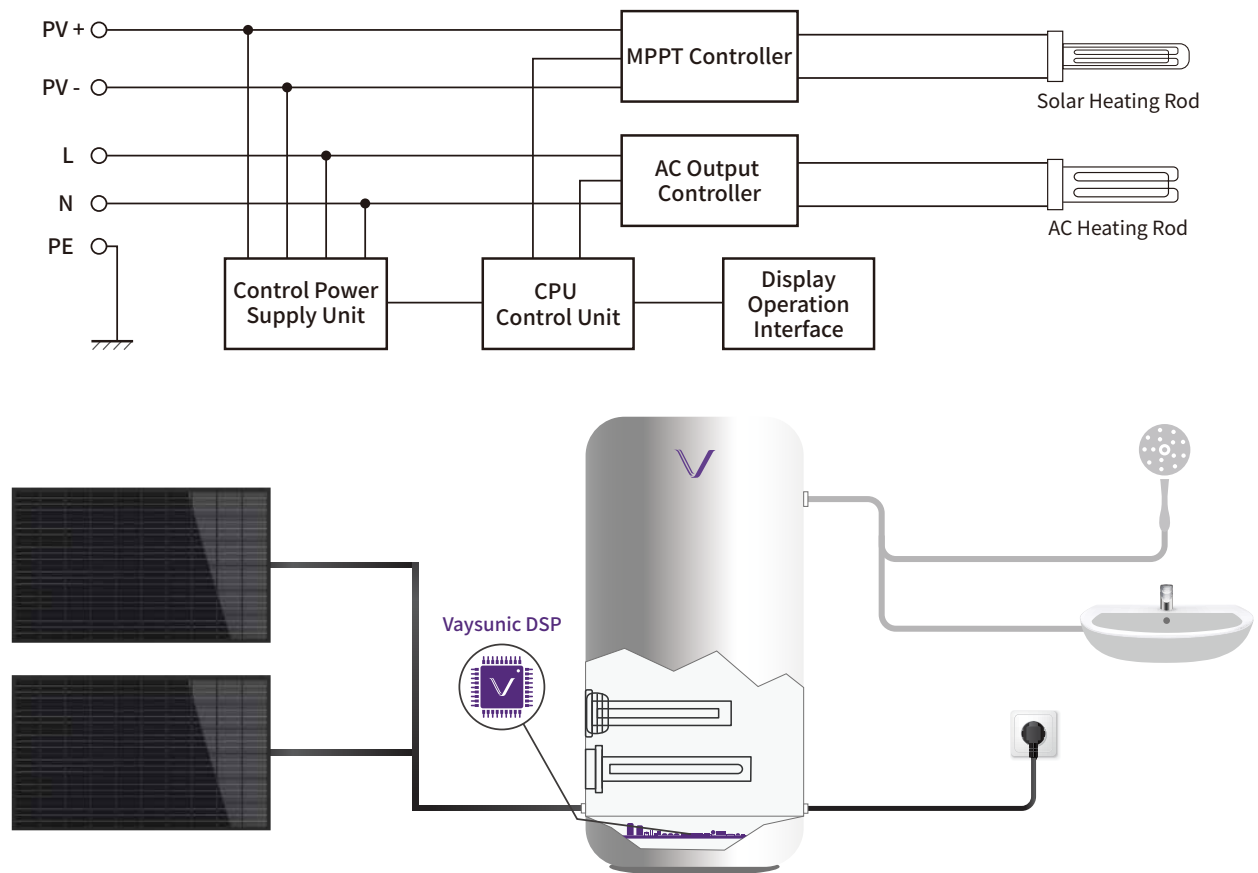 PV +
MPPT Controller
PV -
Solar Heating Rod
L
AC Output
Controller
N
AC Heating Rod
PE
Control Power
Supply Unit
CPU
Control Unit
Display
Operation
Interface
Vaysunic DSP